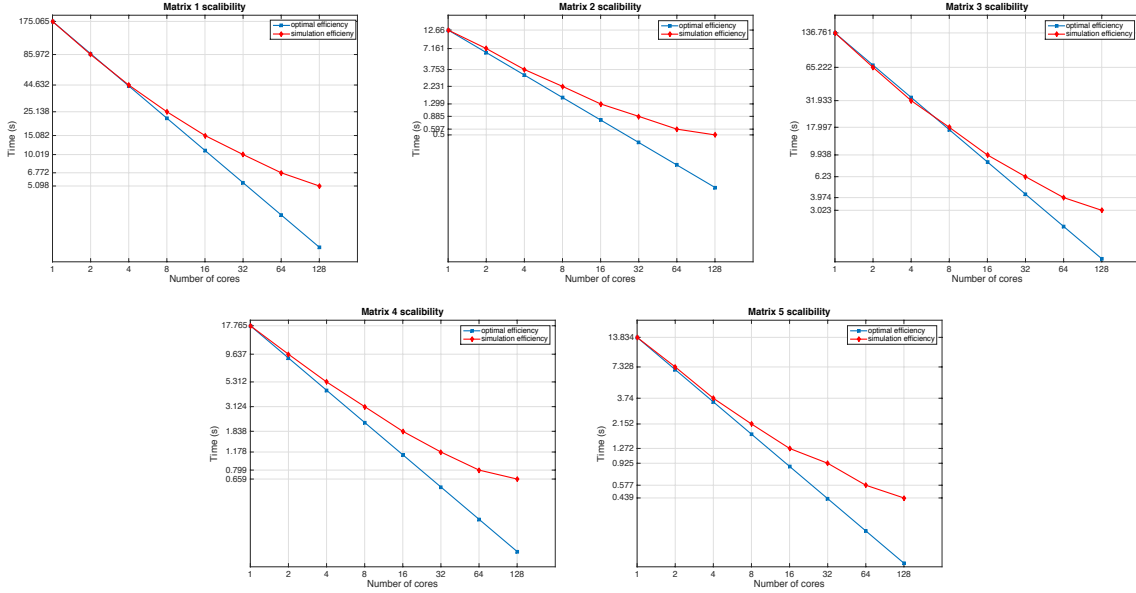 Matrix 1 scalibility
optimal efficiency
simulation efficiency
175.065
85.972
44.632
25.138
15.082
10.019
6.772
5.098
Time (s)
1 2 4 8 16 32 64 128
Number of cores
Matrix 2 scalibility
optimal efficiency
simulation efficiency
12.66
7.161
3.753
2.231
1.299
0.885
0.597
0.5
Time (s)
1 2 4 8 16 32 64 128
Number of cores
Matrix 3 scalibility
optimal efficiency
simulation efficiency
136.761
65.222
31.933
17.997
9.938
6.23
3.974
3.023
Time (s)
1 2 4 8 16 32 64 128
Number of cores
Matrix 4 scalibility
optimal efficiency
simulation efficiency
17.765
9.637
5.312
3.124
1.838
1.178
0.799
0.659
Time (s)
1 2 4 8 16 32 64 128
Number of cores
Matrix 5 scalibility
optimal efficiency
simulation efficiency
13.834
7.328
3.74
2.152
1.272
0.925
0.577
0.439
Time (s)
1 2 4 8 16 32 64 128
Number of cores